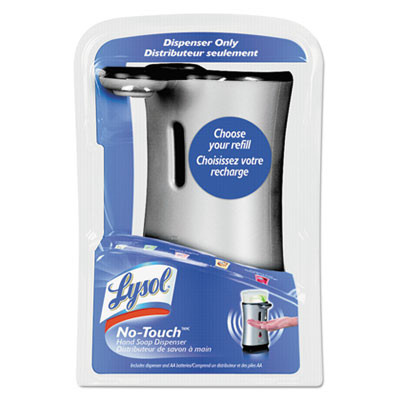 Dispenser Only
Distributeur seulement
Choose
your refill
Choisissez votre
recharge
Lysol
No-Touch
Hand Soap Dispenser
Distributeur de savon à main
Includes dispenser and AA batteries/Comprend un distributeur et des piles AA